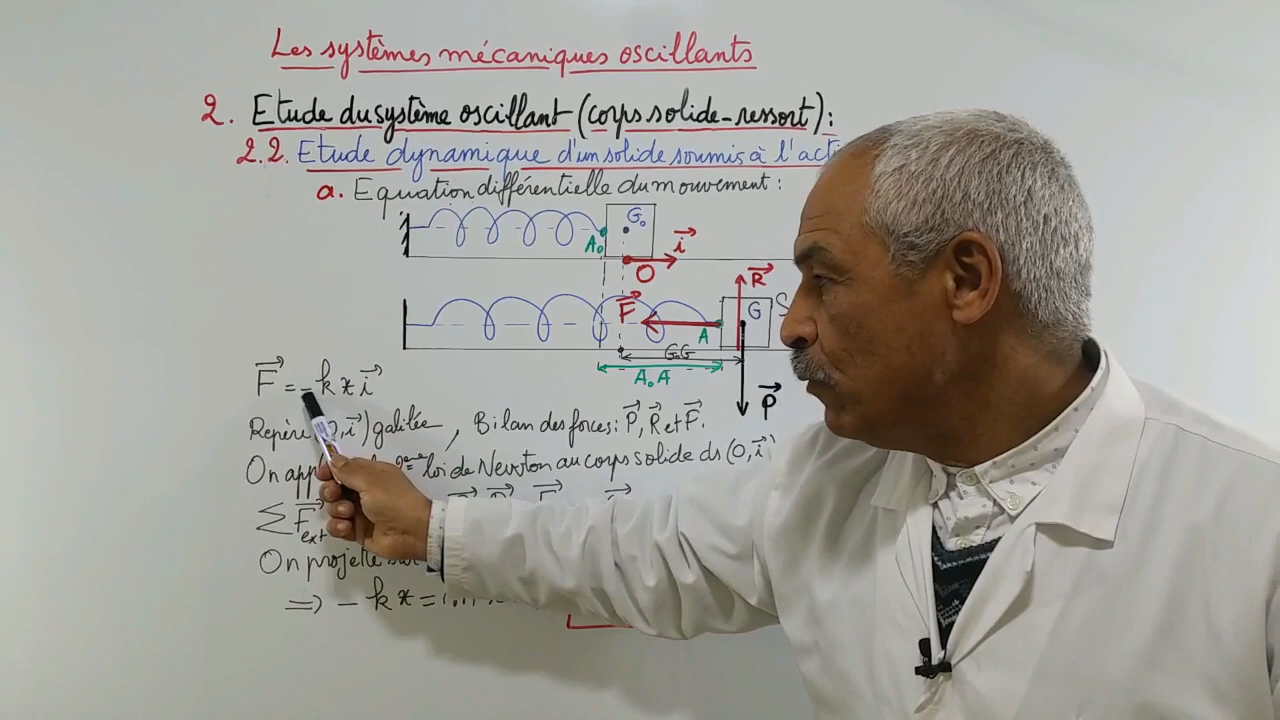 Les systèmes mécaniques oscillants
2. Etude du système oscillant (corps solide-ressort) :
2.2. Etude dynamique d'un solide soumis à l'acti
a. Equation différentielle du mouvement :
G₀
A₀
i⃗
O
R⃗
F⃗
G
S
A
G₀G
A₀A
P⃗
F⃗ = -k x i⃗
Repère (O, i⃗) galilée, Bilan des forces : P⃗, R⃗ et F⃗.
On app loi de Newton au corps solide ds (O, i⃗)
Σ F⃗ext
On projette sur
⇒ - k x =